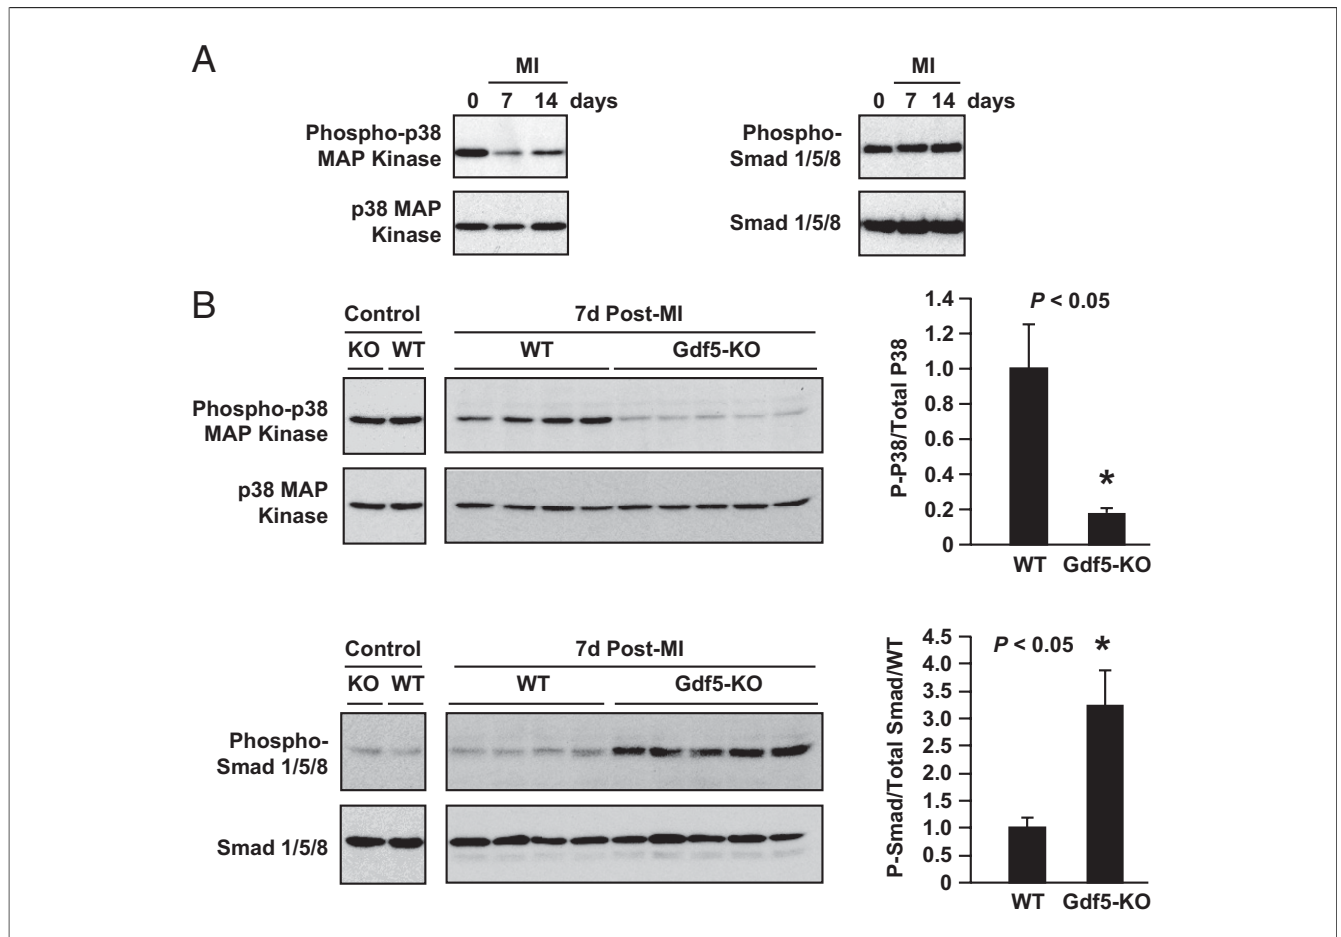 A
MI
0 7 14 days
Phospho-p38
MAP Kinase
p38 MAP
Kinase
MI
0 7 14 days
Phospho-
Smad 1/5/8
Smad 1/5/8
B
Control
7d Post-MI
KO WT
WT
Gdf5-KO
Phospho-p38
MAP Kinase
p38 MAP
Kinase
P-P38/Total P38
1.4
1.2
1.0
0.8
0.6
0.4
0.2
0
P < 0.05
*
WT Gdf5-KO
Control
7d Post-MI
KO WT
WT
Gdf5-KO
Phospho-
Smad 1/5/8
Smad 1/5/8
P-Smad/Total Smad/WT
4.5
4.0
3.5
3.0
2.5
2.0
1.5
1.0
0.5
0
P < 0.05 *
WT Gdf5-KO